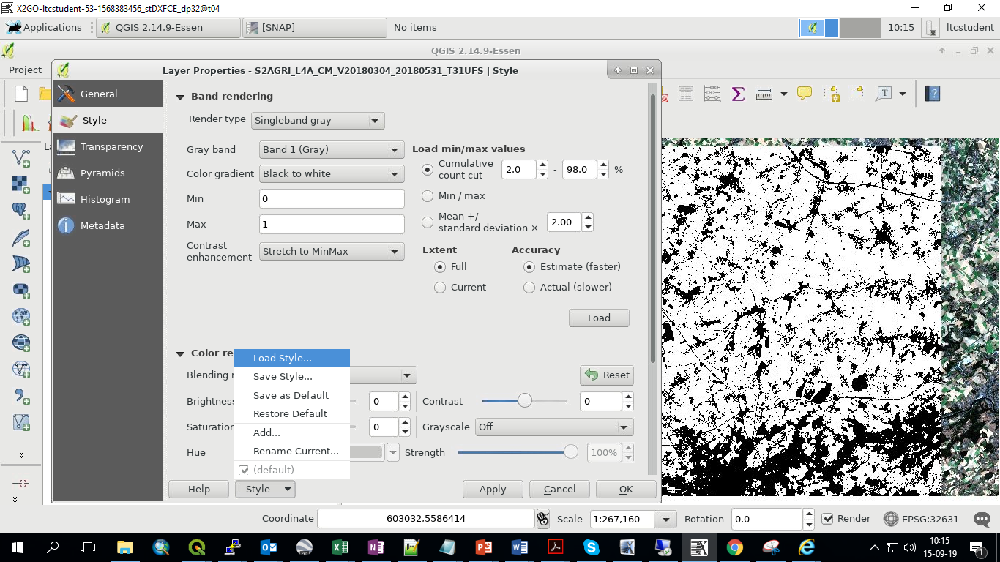 X2GO-ltcstudent-53-1568383456_stDXFCE_dp32@t04
Applications
QGIS 2.14.9-Essen
[SNAP]
No items
10:15
ltcstudent
QGIS 2.14.9-Essen
Project
Layer Properties - S2AGRI_L4A_CM_V20180304_20180531_T31UFS | Style
General
Style
Transparency
Pyramids
Histogram
Metadata
Band rendering
Render type
Singleband gray
Gray band
Band 1 (Gray)
Color gradient
Black to white
Min
0
Max
1
Contrast
enhancement
Stretch to MinMax
Load min/max values
Cumulative
count cut
2.0
-
98.0
%
Min / max
Mean +/-
standard deviation ×
2.00
Extent
Full
Current
Accuracy
Estimate (faster)
Actual (slower)
Load
Color re
Blending
Reset
Brightness
0
Contrast
0
Saturation
0
Grayscale
Off
Hue
Strength
100%
Load Style...
Save Style...
Save as Default
Restore Default
Add...
Rename Current...
(default)
Help
Style
Apply
Cancel
OK
Coordinate
603032,5586414
Scale
1:267,160
Rotation
0.0
Render
EPSG:32631
10:15
15-09-19
1